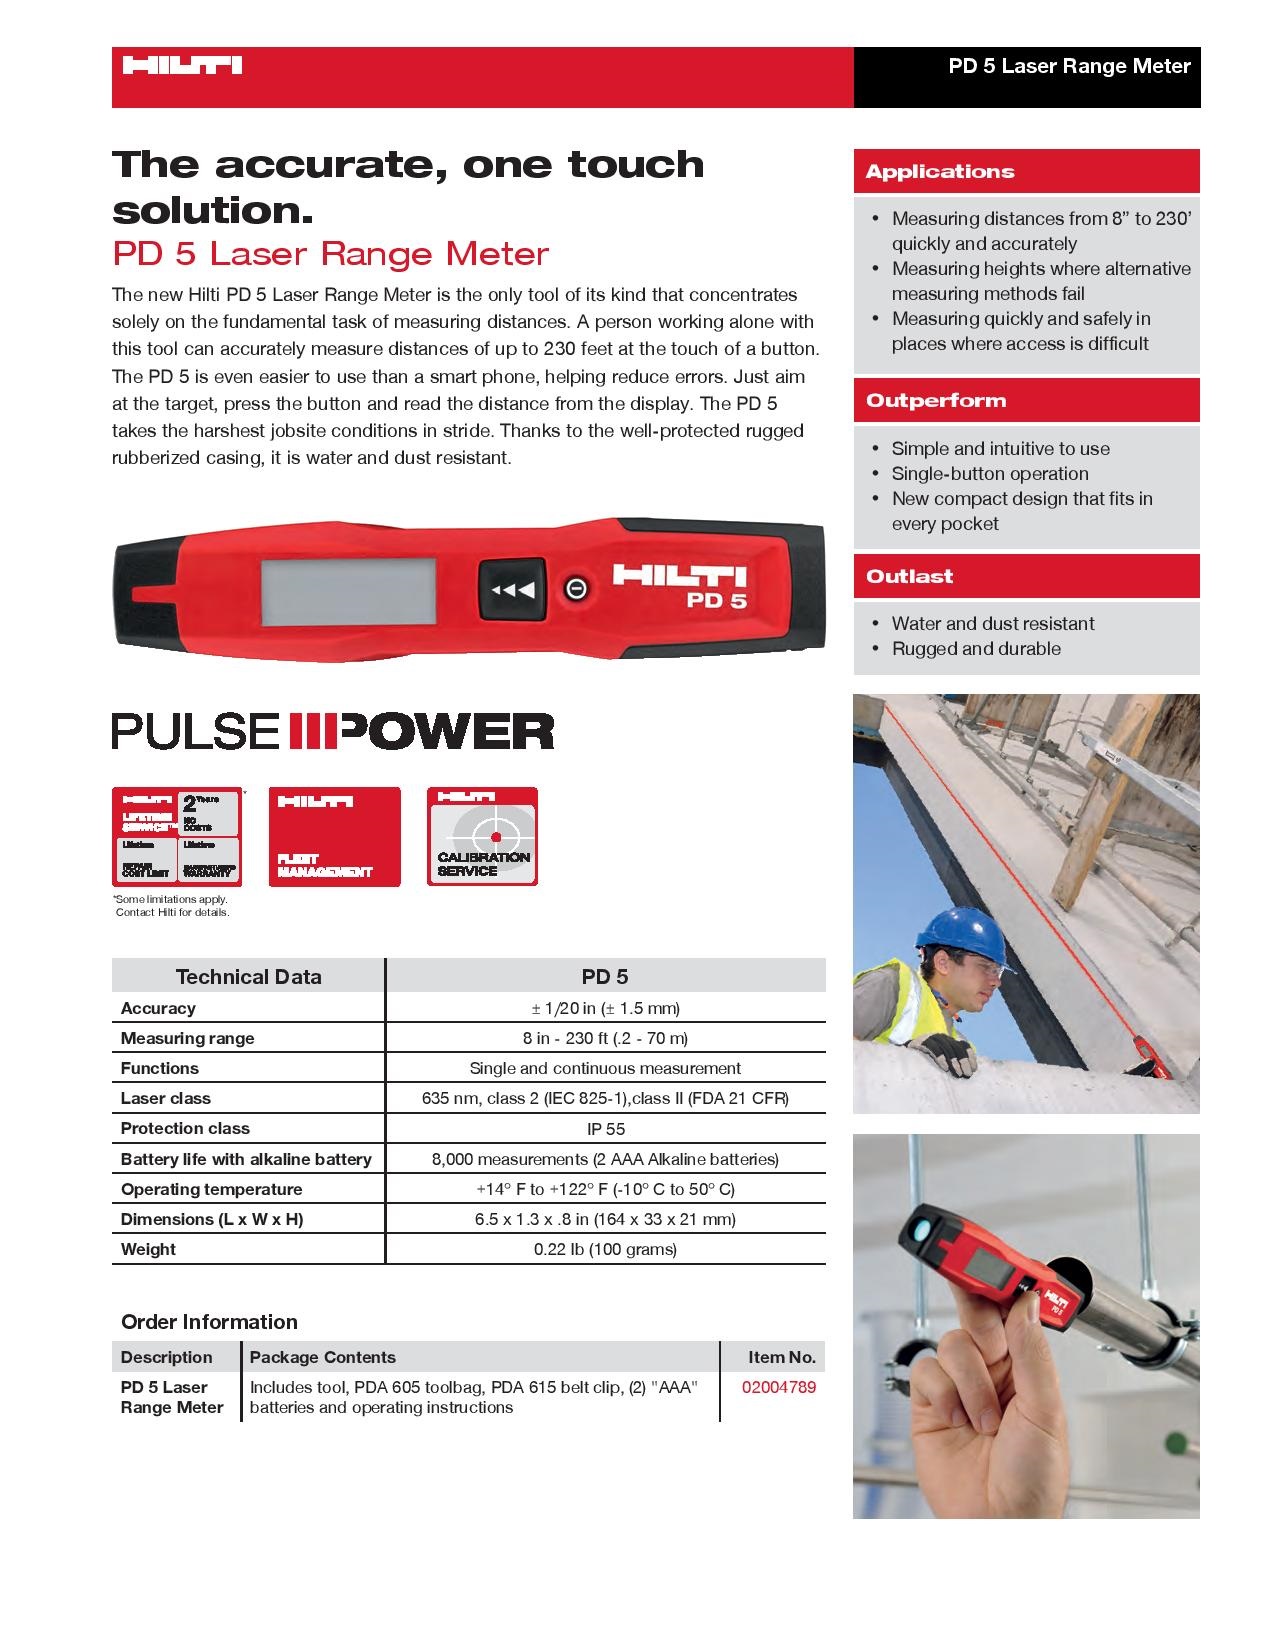 HILTI
PD 5 Laser Range Meter
The accurate, one touch
solution.
PD 5 Laser Range Meter
The new Hilti PD 5 Laser Range Meter is the only tool of its kind that concentrates
solely on the fundamental task of measuring distances. A person working alone with
this tool can accurately measure distances of up to 230 feet at the touch of a button.
The PD 5 is even easier to use than a smart phone, helping reduce errors. Just aim
at the target, press the button and read the distance from the display. The PD 5
takes the harshest jobsite conditions in stride. Thanks to the well-protected rugged
rubberized casing, it is water and dust resistant.
HILTI
PD 5
PULSE POWER
HILTI
LIFETIME
SERVICE™
2 Years
NO
COSTS
*
Lifetime
REPAIR
COST LIMIT
Lifetime
MANUFACTURER'S
WARRANTY
HILTI
FLEET
MANAGEMENT
HILTI
CALIBRATION
SERVICE
*Some limitations apply.
Contact Hilti for details.
Technical Data PD 5
Accuracy ± 1/20 in (± 1.5 mm)
Measuring range 8 in - 230 ft (.2 - 70 m)
Functions Single and continuous measurement
Laser class 635 nm, class 2 (IEC 825-1),class II (FDA 21 CFR)
Protection class IP 55
Battery life with alkaline battery 8,000 measurements (2 AAA Alkaline batteries)
Operating temperature +14° F to +122° F (-10° C to 50° C)
Dimensions (L x W x H) 6.5 x 1.3 x .8 in (164 x 33 x 21 mm)
Weight 0.22 lb (100 grams)
Order Information
Description Package Contents Item No.
PD 5 Laser Includes tool, PDA 605 toolbag, PDA 615 belt clip, (2) "AAA" 02004789
Range Meter batteries and operating instructions
Applications
• Measuring distances from 8” to 230’
quickly and accurately
• Measuring heights where alternative
measuring methods fail
• Measuring quickly and safely in
places where access is difficult
Outperform
• Simple and intuitive to use
• Single-button operation
• New compact design that fits in
every pocket
Outlast
• Water and dust resistant
• Rugged and durable
HILTI
PD 5